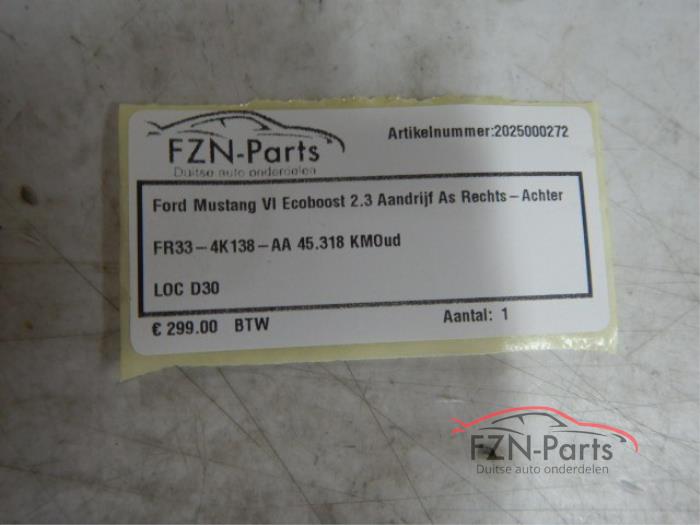 FZN-Parts
Duitse auto onderdelen
Artikelnummer:2025000272
Ford Mustang VI Ecoboost 2.3 Aandrijf As Rechts-Achter
FR33-4K138-AA 45.318 KMOud
LOC D30
€ 299.00 BTW
Aantal: 1
FZN-Parts
Duitse auto onderdelen